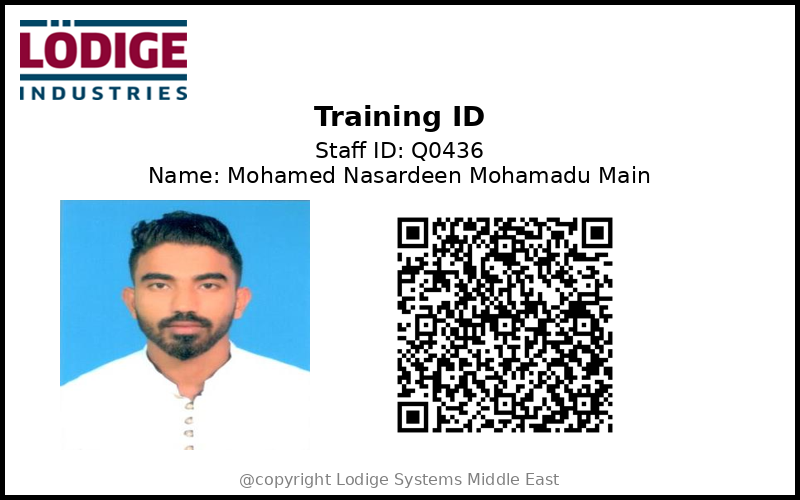 LÖDIGE
INDUSTRIES
Training ID
Staff ID: Q0436
Name: Mohamed Nasardeen Mohamadu Main
@copyright Lodige Systems Middle East